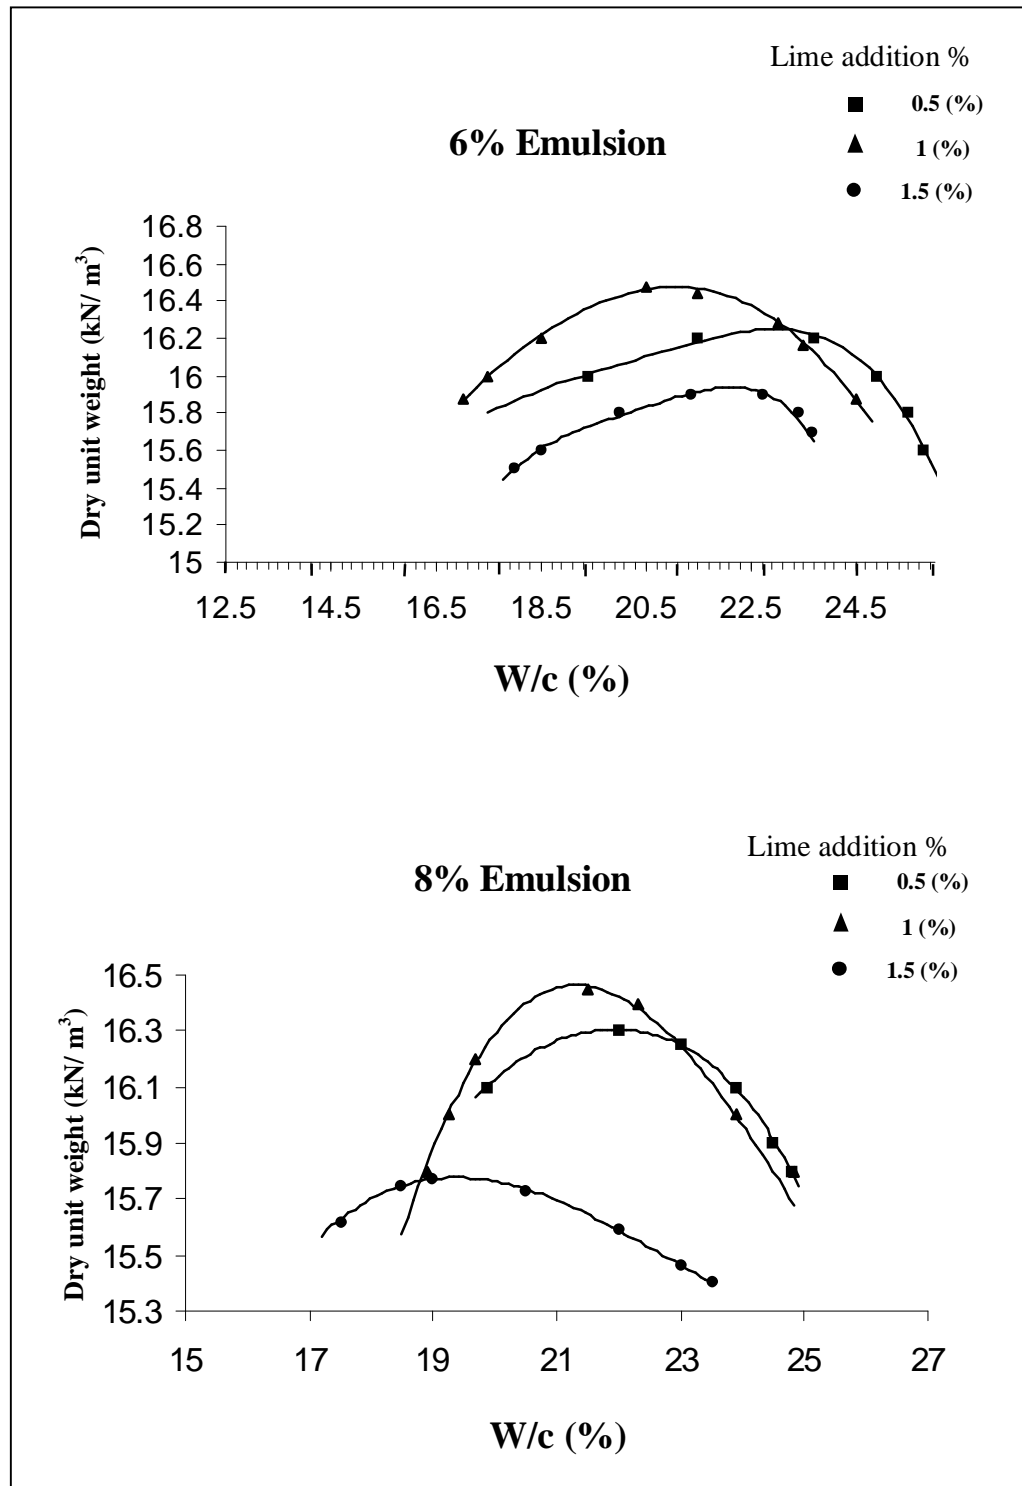 Lime addition %
0.5 (%)
6% Emulsion
1 (%)
1.5 (%)
Dry unit weight (kN/ m³)
16.8
16.6
16.4
16.2
16
15.8
15.6
15.4
15.2
15
12.5 14.5 16.5 18.5 20.5 22.5 24.5
W/c (%)
Lime addition %
8% Emulsion
0.5 (%)
1 (%)
1.5 (%)
Dry unit weight (kN/ m³)
16.5
16.3
16.1
15.9
15.7
15.5
15.3
15 17 19 21 23 25 27
W/c (%)